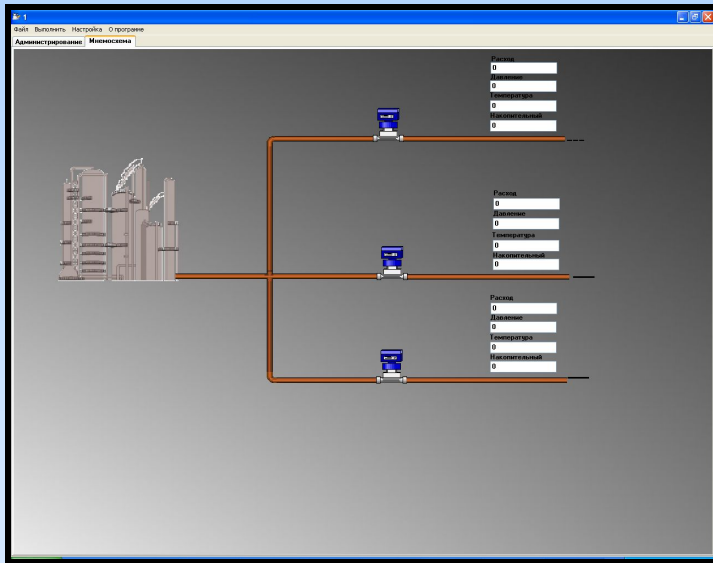 1
Файл Выполнить Настройка О программе
Администрирование Мнемосхема
Расход
0
Давление
0
Температура
0
Накопительный
0
Расход
0
Давление
0
Температура
0
Накопительный
0
Расход
0
Давление
0
Температура
0
Накопительный
0